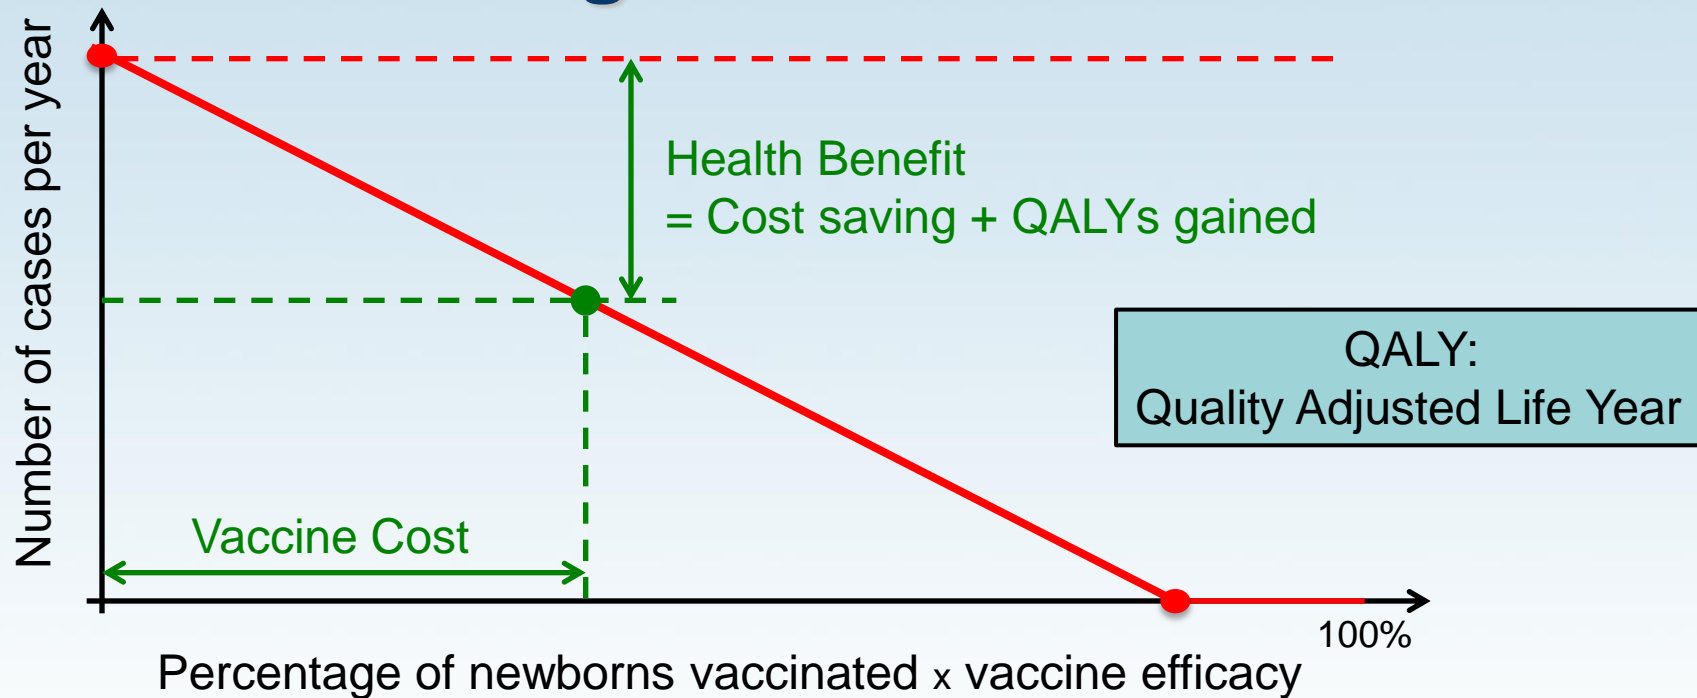 Number of cases per year
Health Benefit
= Cost saving + QALYs gained
QALY:
Quality Adjusted Life Year
Vaccine Cost
100%
Percentage of newborns vaccinated x vaccine efficacy